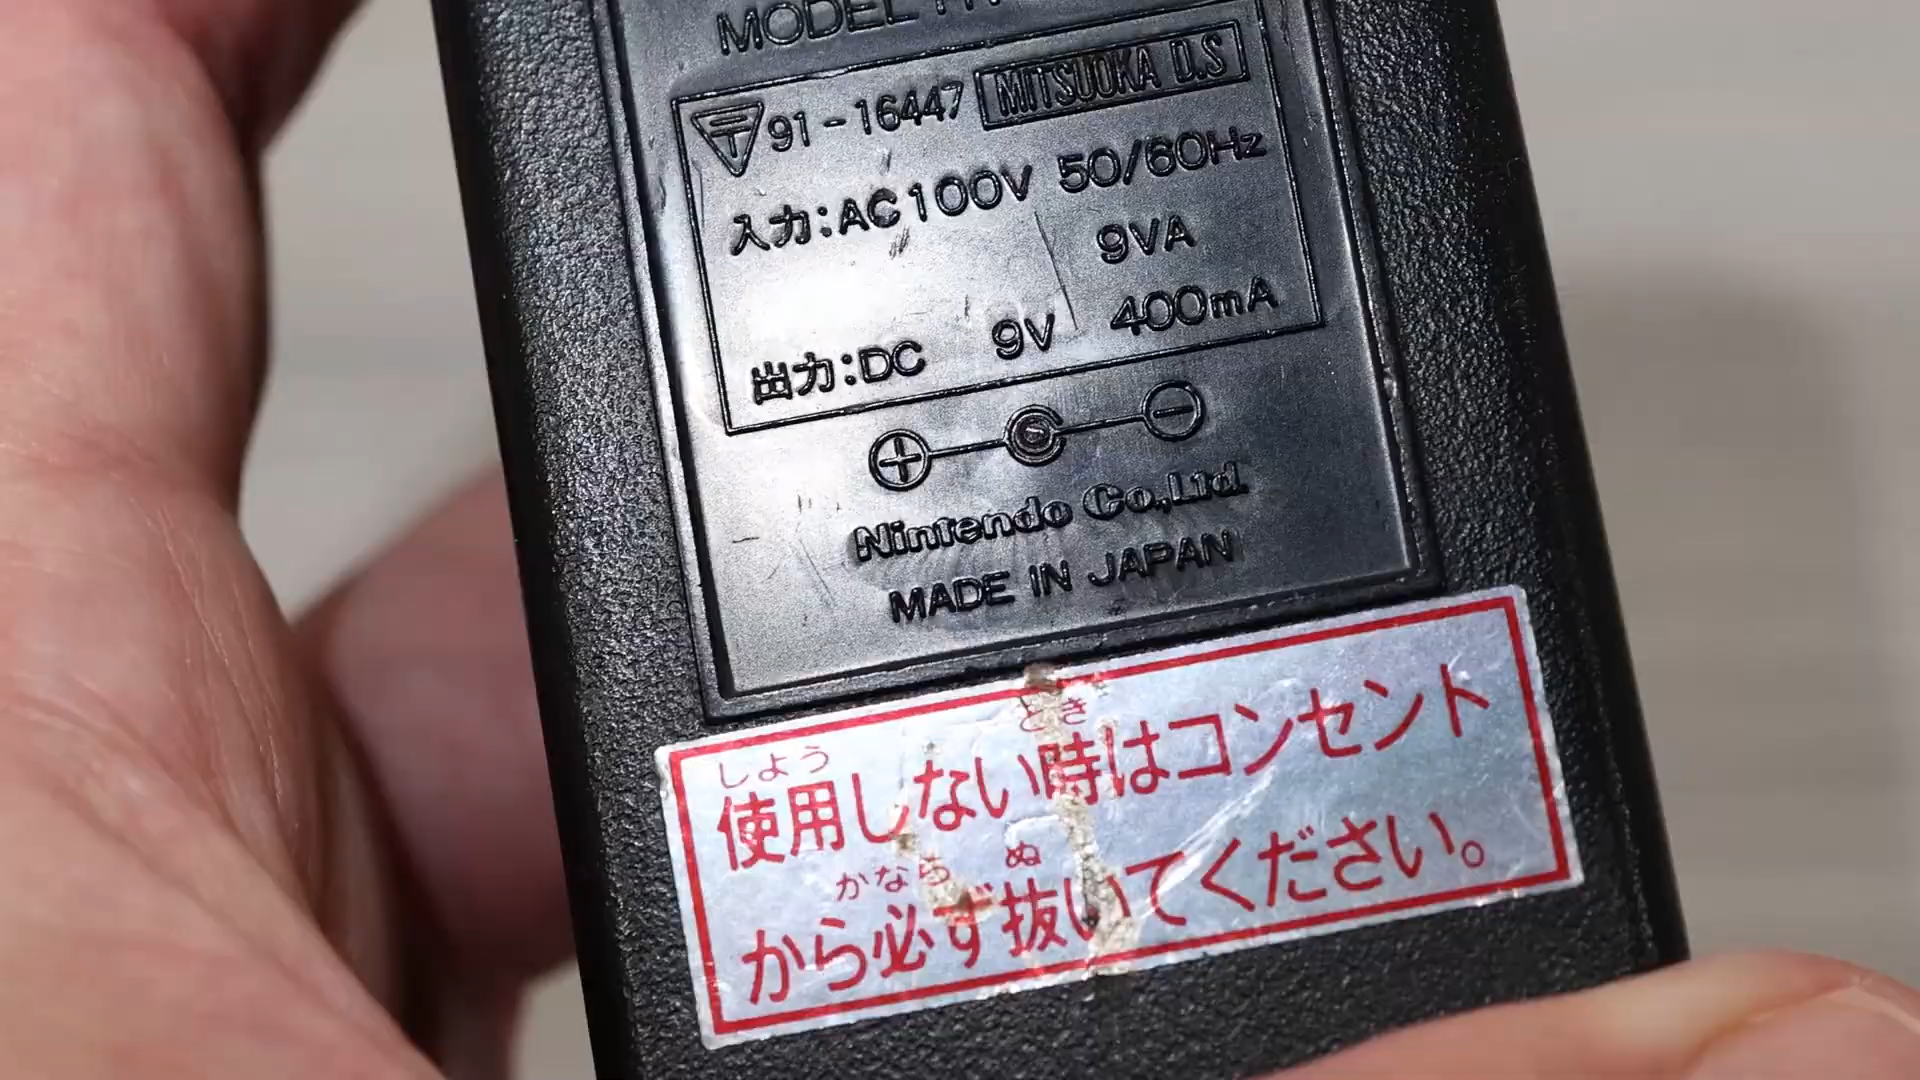 MODEL
〒 91-16447 MITSUOKA D.S
入力:AC100V 50/60Hz
9VA
出力:DC 9V 400mA
Nintendo Co.,Ltd.
MADE IN JAPAN
しよう とき
使用しない時はコンセント
かなら ぬ
から必ず抜いてください。